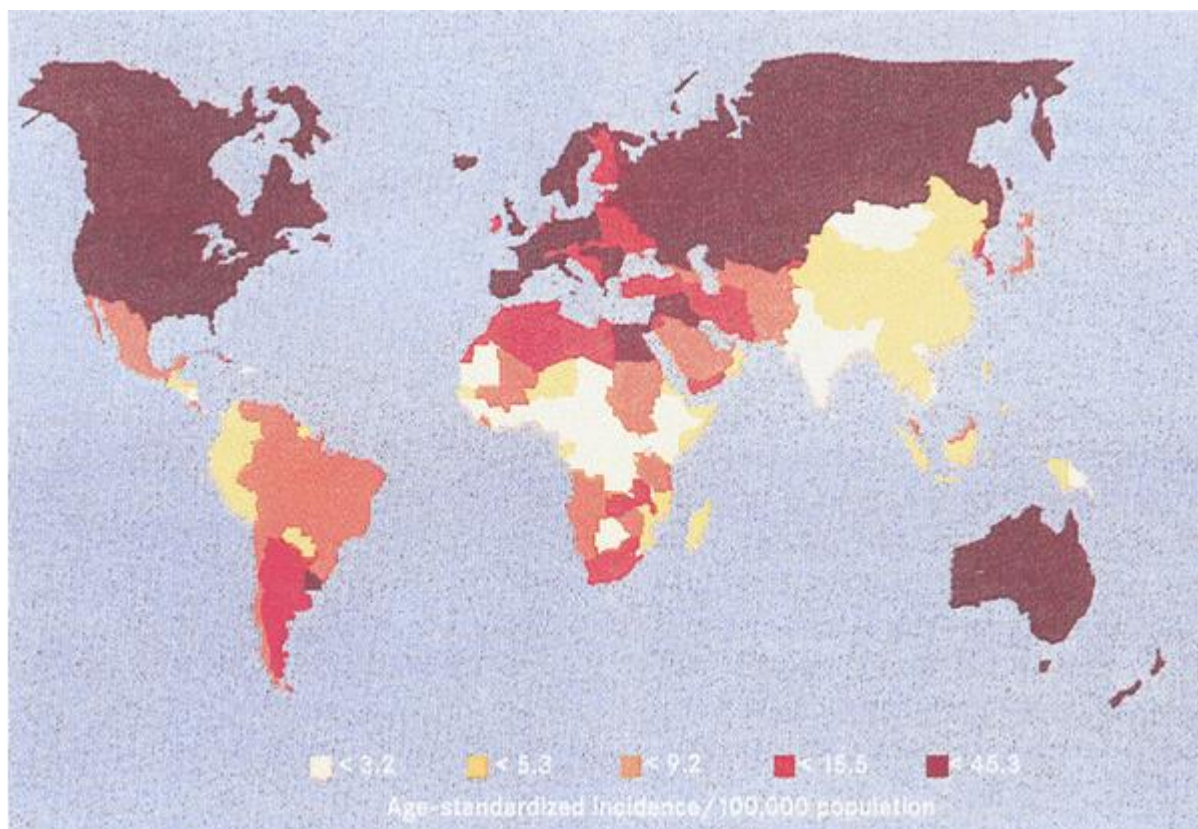 < 3.2 < 5.3 < 9.2 < 15.5 < 45.3
Age-standardized incidence/100,000 population